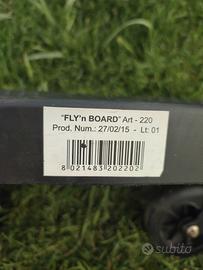 "FLY'n BOARD" Art - 220
Prod. Num.: 27/02/15 - Lt: 01
8 021483 202202
subito